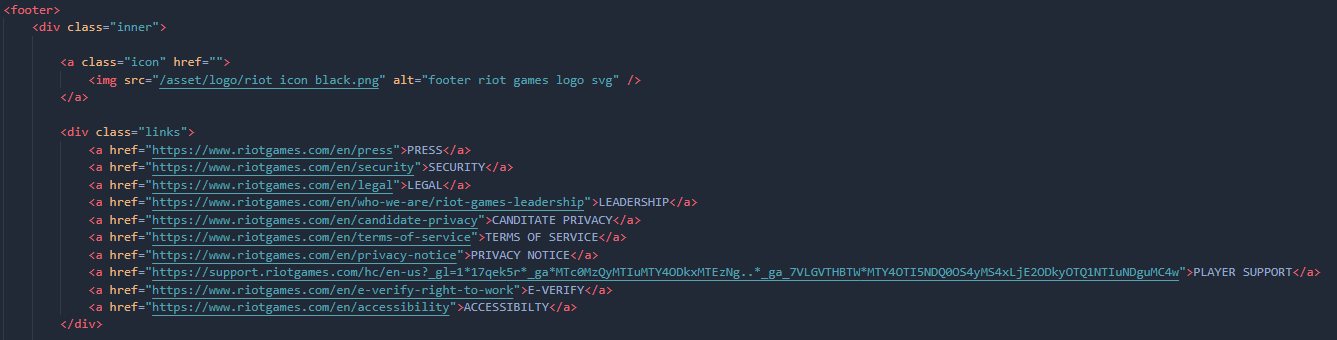 <footer>
<div class="inner">
<a class="icon" href="">
<img src="/asset/logo/riot icon black.png" alt="footer riot games logo svg" />
</a>
<div class="links">
<a href="https://www.riotgames.com/en/press">PRESS</a>
<a href="https://www.riotgames.com/en/security">SECURITY</a>
<a href="https://www.riotgames.com/en/legal">LEGAL</a>
<a href="https://www.riotgames.com/en/who-we-are/riot-games-leadership">LEADERSHIP</a>
<a href="https://www.riotgames.com/en/candidate-privacy">CANDITATE PRIVACY</a>
<a href="https://www.riotgames.com/en/terms-of-service">TERMS OF SERVICE</a>
<a href="https://www.riotgames.com/en/privacy-notice">PRIVACY NOTICE</a>
<a href="https://support.riotgames.com/hc/en-us?_gl=1*17qek5r*_ga*MTc0MzQyMTIuMTY4ODkxMTEzNg..*_ga_7VLGVTHBTW*MTY4OTI5NDQ0OS4yMS4xLjE2ODkyOTQ1NTIuNDguMC4w">PLAYER SUPPORT</a>
<a href="https://www.riotgames.com/en/e-verify-right-to-work">E-VERIFY</a>
<a href="https://www.riotgames.com/en/accessibility">ACCESSIBILTY</a>
</div>